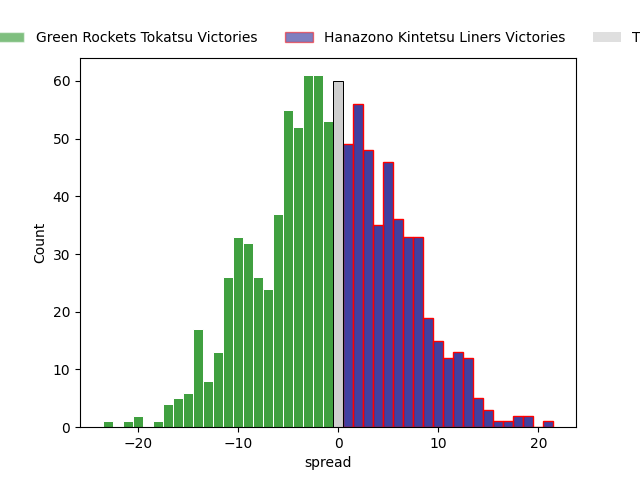 Green Rockets Tokatsu Victories Hanazono Kintetsu Liners Victories T
60
50
40
30
20
10
0
Count
−20 −10 0 10 20
spread